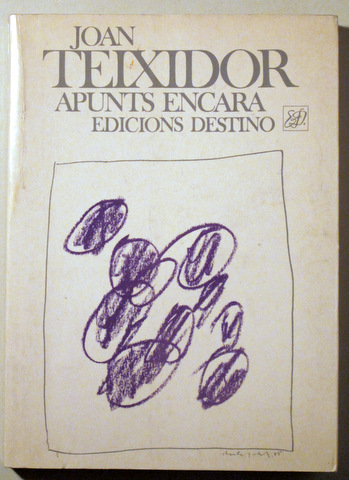 JOAN
TEIXIDOR
APUNTS ENCARA
EDICIONS DESTINO